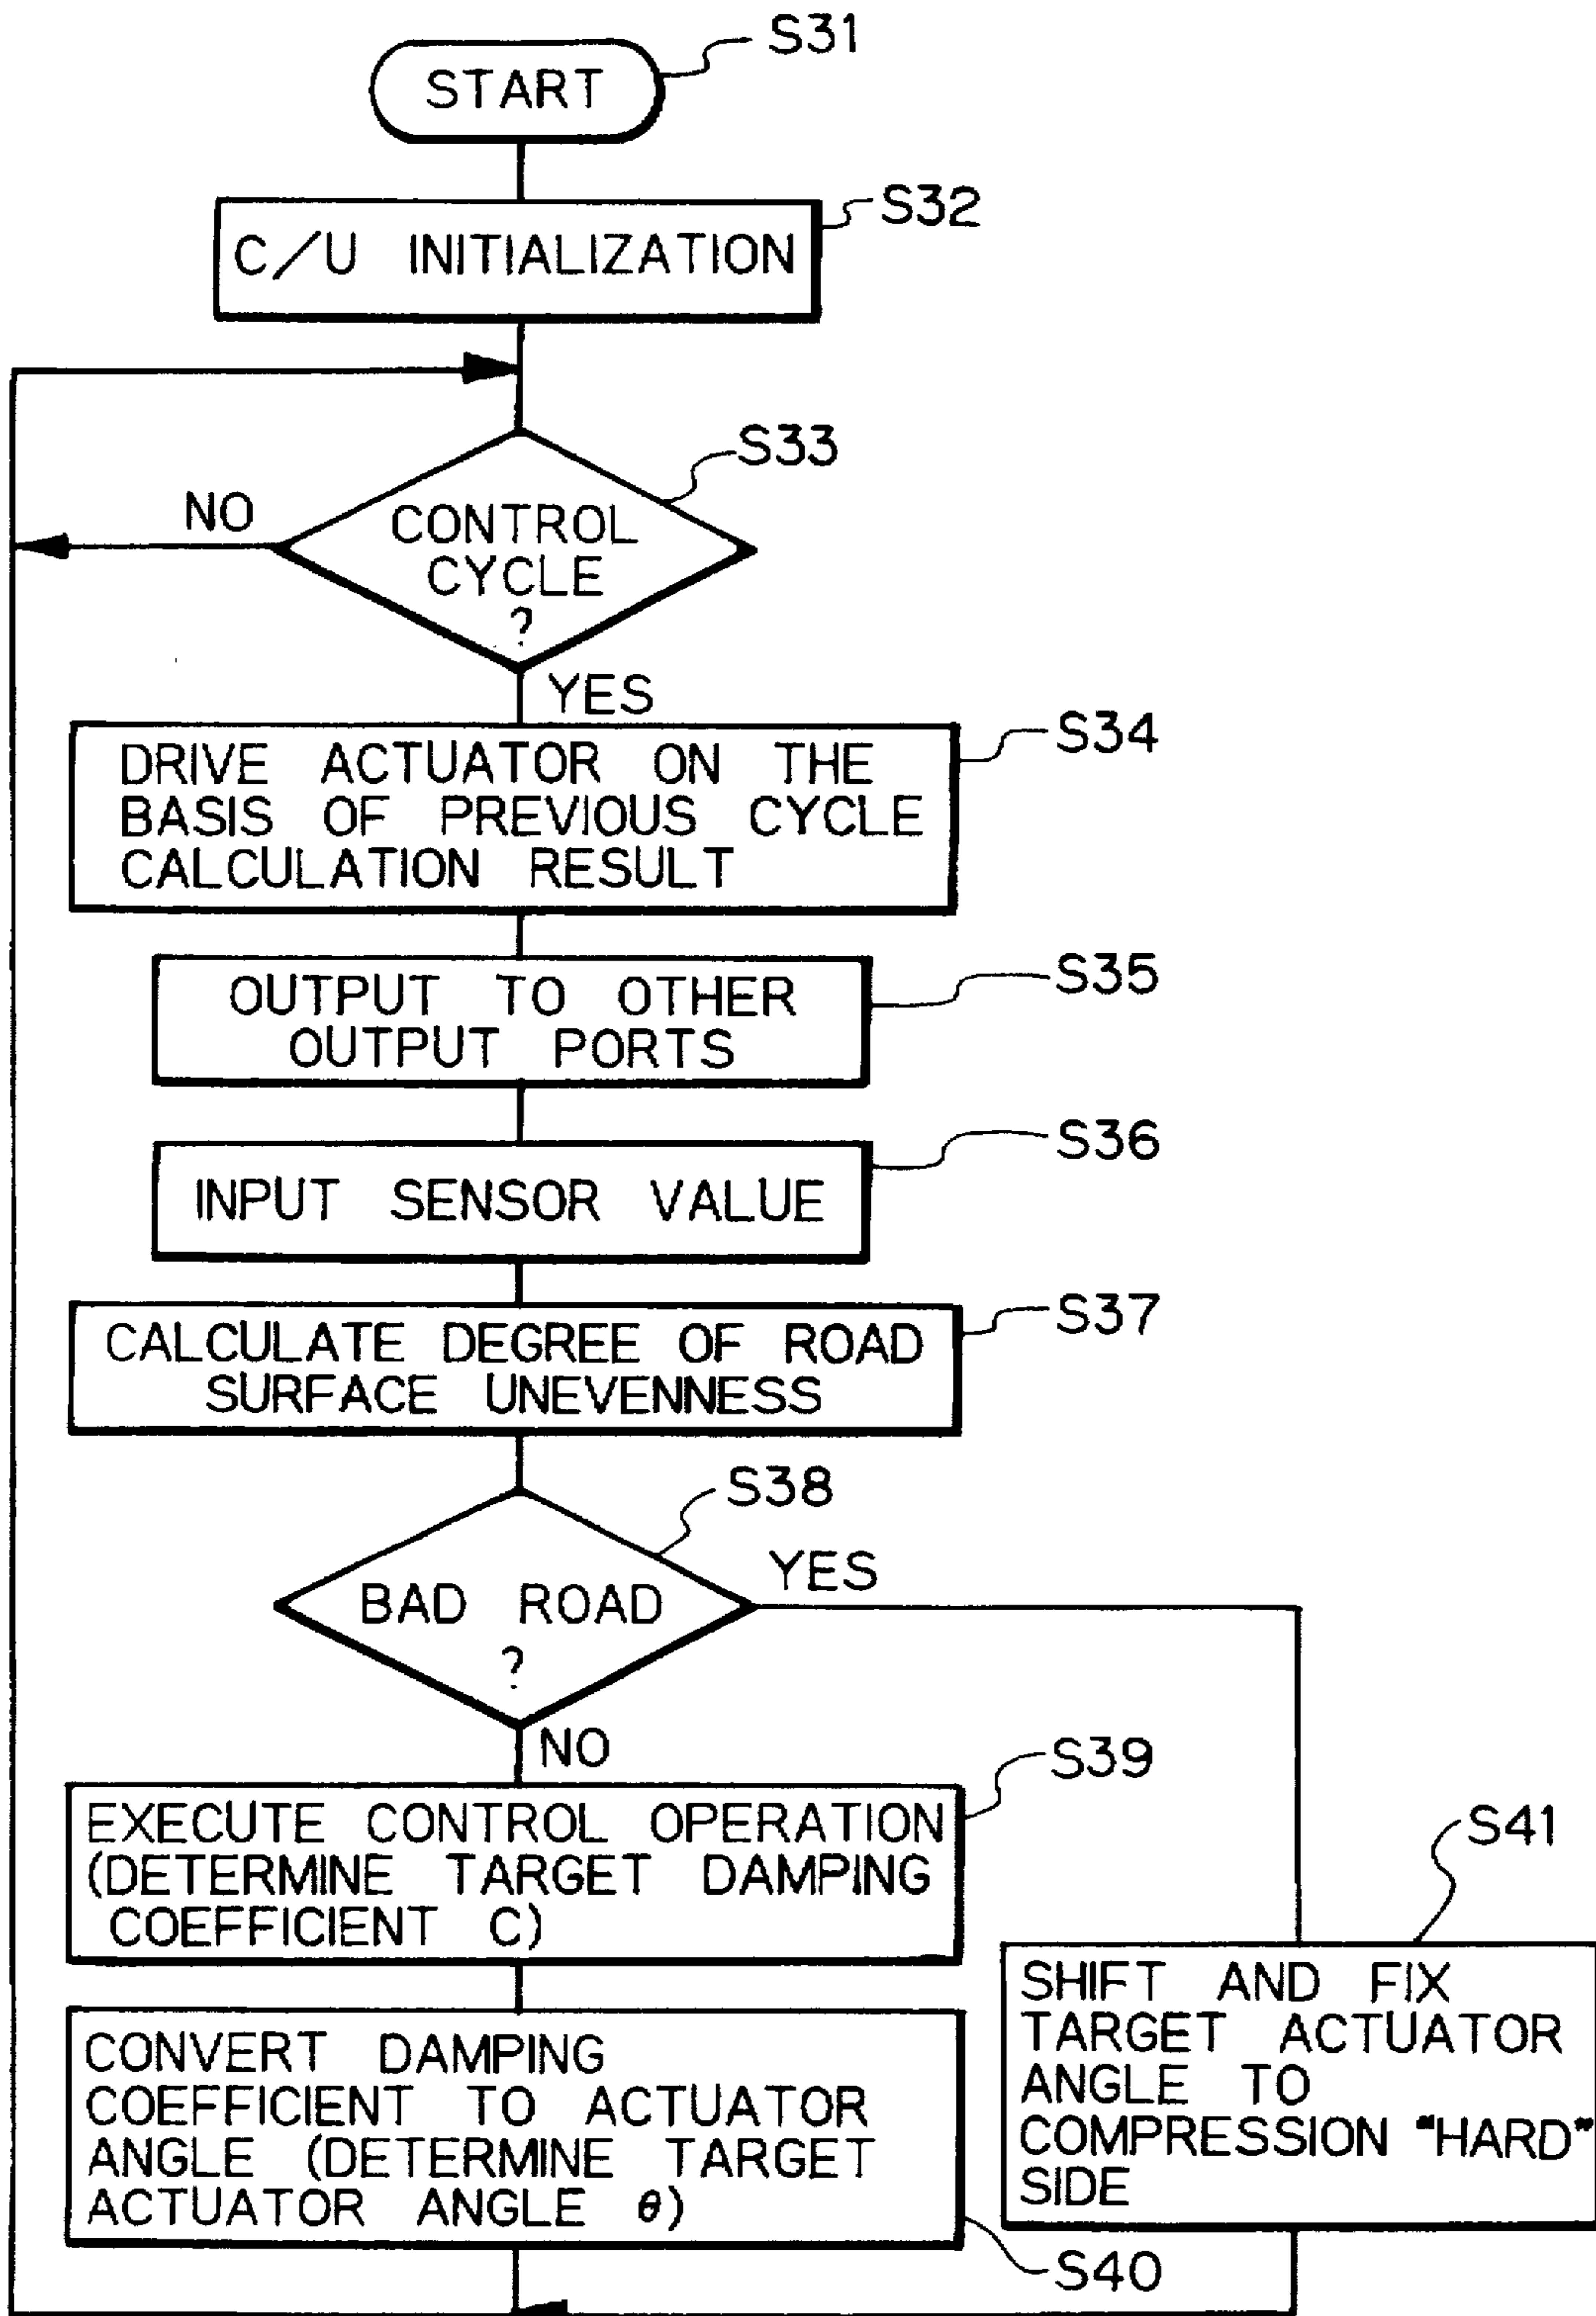 S31
START
S32
C/U INITIALIZATION
S33
NO
CONTROL
CYCLE
?
YES
S34
DRIVE ACTUATOR ON THE
BASIS OF PREVIOUS CYCLE
CALCULATION RESULT
S35
OUTPUT TO OTHER
OUTPUT PORTS
S36
INPUT SENSOR VALUE
S37
CALCULATE DEGREE OF ROAD
SURFACE UNEVENNESS
S38
YES
BAD ROAD
?
NO
S39
EXECUTE CONTROL OPERATION
(DETERMINE TARGET DAMPING
COEFFICIENT C)
S41
SHIFT AND FIX
TARGET ACTUATOR
ANGLE TO
COMPRESSION "HARD"
SIDE
CONVERT DAMPING
COEFFICIENT TO ACTUATOR
ANGLE (DETERMINE TARGET
ACTUATOR ANGLE θ)
S40